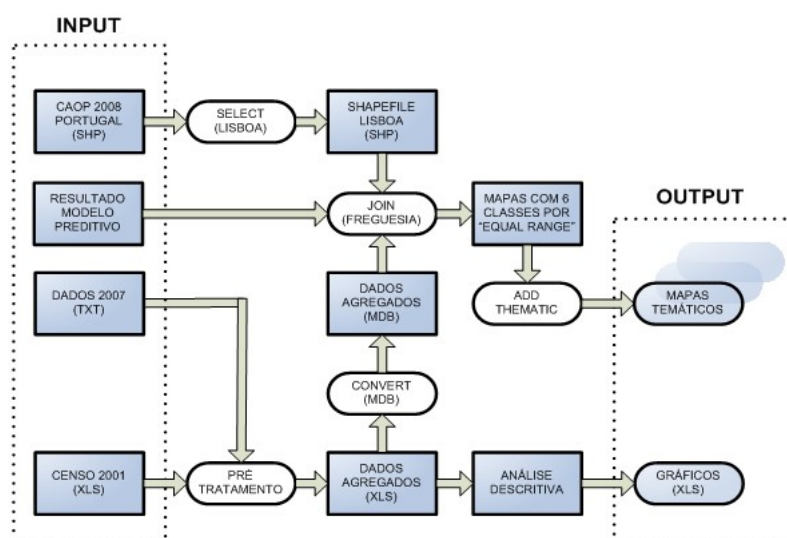 INPUT
CAOP 2008
PORTUGAL
(SHP)
SELECT
(LISBOA)
SHAPEFILE
LISBOA
(SHP)
RESULTADO
MODELO
PREDITIVO
JOIN
(FREGUESIA)
MAPAS COM 6
CLASSES POR
"EQUAL RANGE"
OUTPUT
DADOS 2007
(TXT)
DADOS
AGREGADOS
(MDB)
ADD
THEMATIC
MAPAS
TEMÁTICOS
CONVERT
(MDB)
CENSO 2001
(XLS)
PRÉ
TRATAMENTO
DADOS
AGREGADOS
(XLS)
ANÁLISE
DESCRITIVA
GRÁFICOS
(XLS)